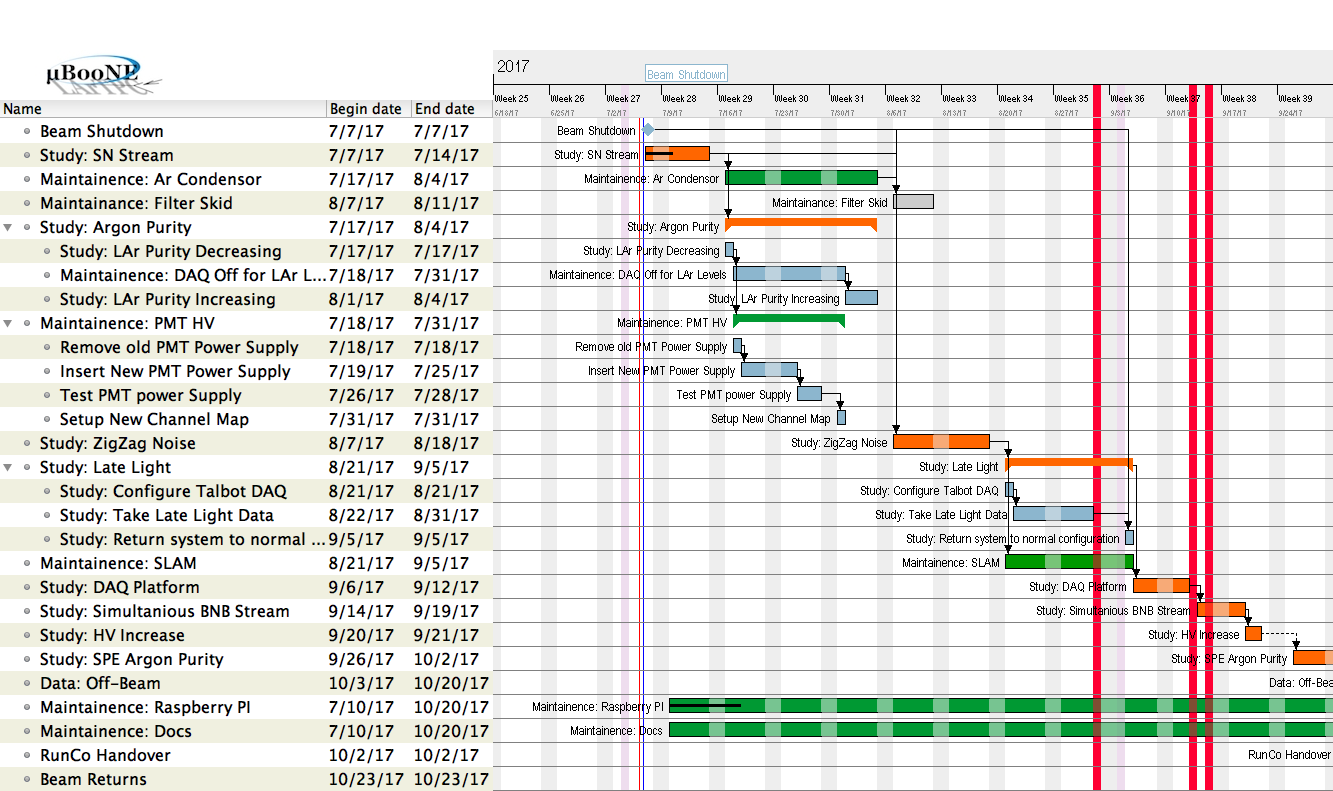 µBooNE
LArTPC
2017
Beam Shutdown
Week 25 Week 26 Week 27 Week 28 Week 29 Week 30 Week 31 Week 32 Week 33 Week 34 Week 35 Week 36 Week 37 Week 38 Week 39
6/18/17 6/25/17 7/2/17 7/9/17 7/16/17 7/23/17 7/30/17 8/6/17 8/13/17 8/20/17 8/27/17 9/3/17 9/10/17 9/17/17 9/24/17
Name Begin date End date
Beam Shutdown 7/7/17 7/7/17 Beam Shutdown
Study: SN Stream 7/7/17 7/14/17 Study: SN Stream
Maintainence: Ar Condensor 7/17/17 8/4/17 Maintainence: Ar Condensor
Maintainance: Filter Skid 8/7/17 8/11/17 Maintainance: Filter Skid
Study: Argon Purity 7/17/17 8/4/17 Study: Argon Purity
Study: LAr Purity Decreasing 7/17/17 7/17/17 Study: LAr Purity Decreasing
Maintainence: DAQ Off for LAr L... 7/18/17 7/31/17 Maintainence: DAQ Off for LAr Levels
Study: LAr Purity Increasing 8/1/17 8/4/17 Study: LAr Purity Increasing
Maintainence: PMT HV 7/18/17 7/31/17 Maintainence: PMT HV
Remove old PMT Power Supply 7/18/17 7/18/17 Remove old PMT Power Supply
Insert New PMT Power Supply 7/19/17 7/25/17 Insert New PMT Power Supply
Test PMT power Supply 7/26/17 7/28/17 Test PMT power Supply
Setup New Channel Map 7/31/17 7/31/17 Setup New Channel Map
Study: ZigZag Noise 8/7/17 8/18/17 Study: ZigZag Noise
Study: Late Light 8/21/17 9/5/17 Study: Late Light
Study: Configure Talbot DAQ 8/21/17 8/21/17 Study: Configure Talbot DAQ
Study: Take Late Light Data 8/22/17 8/31/17 Study: Take Late Light Data
Study: Return system to normal ... 9/5/17 9/5/17 Study: Return system to normal configuration
Maintainence: SLAM 8/21/17 9/5/17 Maintainence: SLAM
Study: DAQ Platform 9/6/17 9/12/17 Study: DAQ Platform
Study: Simultanious BNB Stream 9/14/17 9/19/17 Study: Simultanious BNB Stream
Study: HV Increase 9/20/17 9/21/17 Study: HV Increase
Study: SPE Argon Purity 9/26/17 10/2/17 Study: SPE Argon Purity
Data: Off-Beam 10/3/17 10/20/17 Data: Off-Bea
Maintainence: Raspberry PI 7/10/17 10/20/17 Maintainence: Raspberry PI
Maintainence: Docs 7/10/17 10/20/17 Maintainence: Docs
RunCo Handover 10/2/17 10/2/17 RunCo Handover
Beam Returns 10/23/17 10/23/17